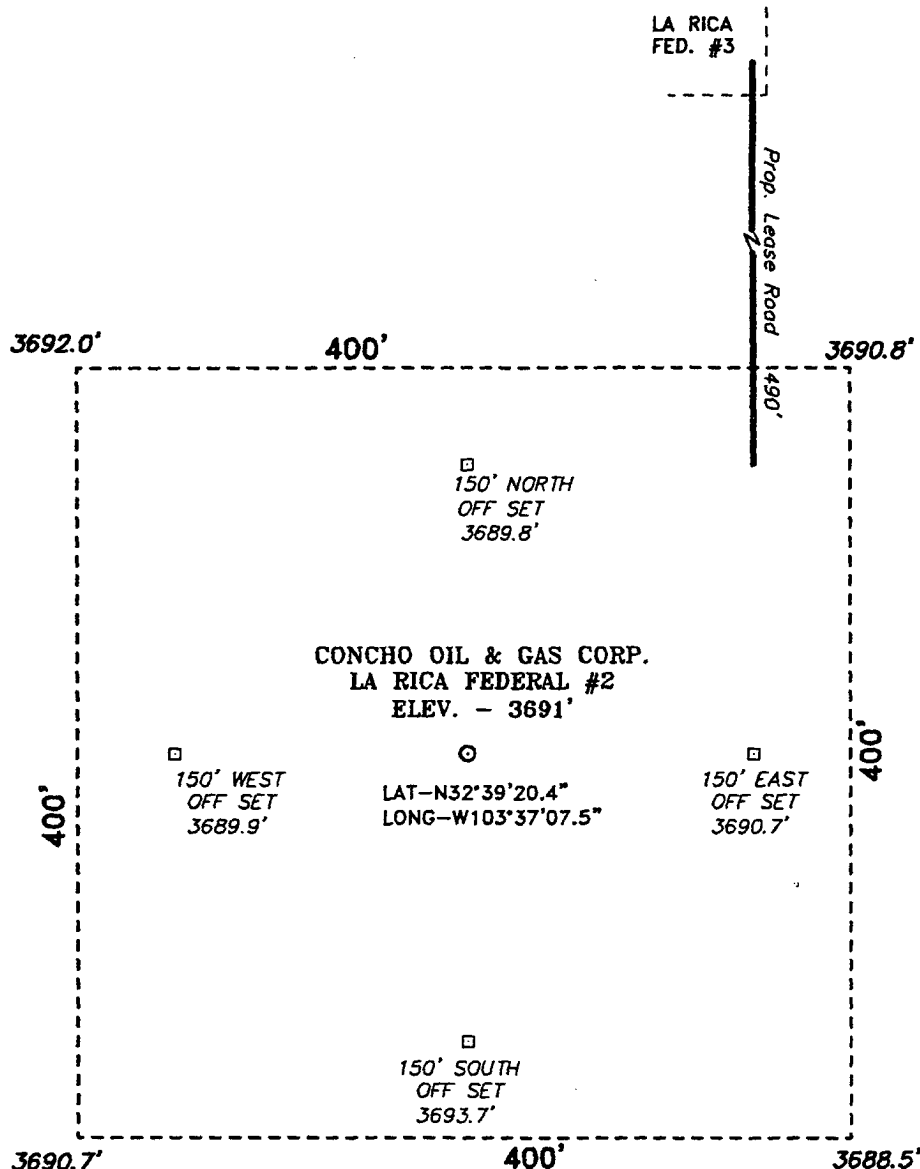 LA RICA
FED. #3
Prop. Lease Road 490'
3692.0'
400'
3690.8'
150' NORTH
OFF SET
3689.8'
CONCHO OIL & GAS CORP.
LA RICA FEDERAL #2
ELEV. - 3691'
150' WEST
OFF SET
3689.9'
LAT-N32°39'20.4"
LONG-W103°37'07.5"
150' EAST
OFF SET
3690.7'
400'
400'
150' SOUTH
OFF SET
3693.7'
3690.7'
400'
3688.5'